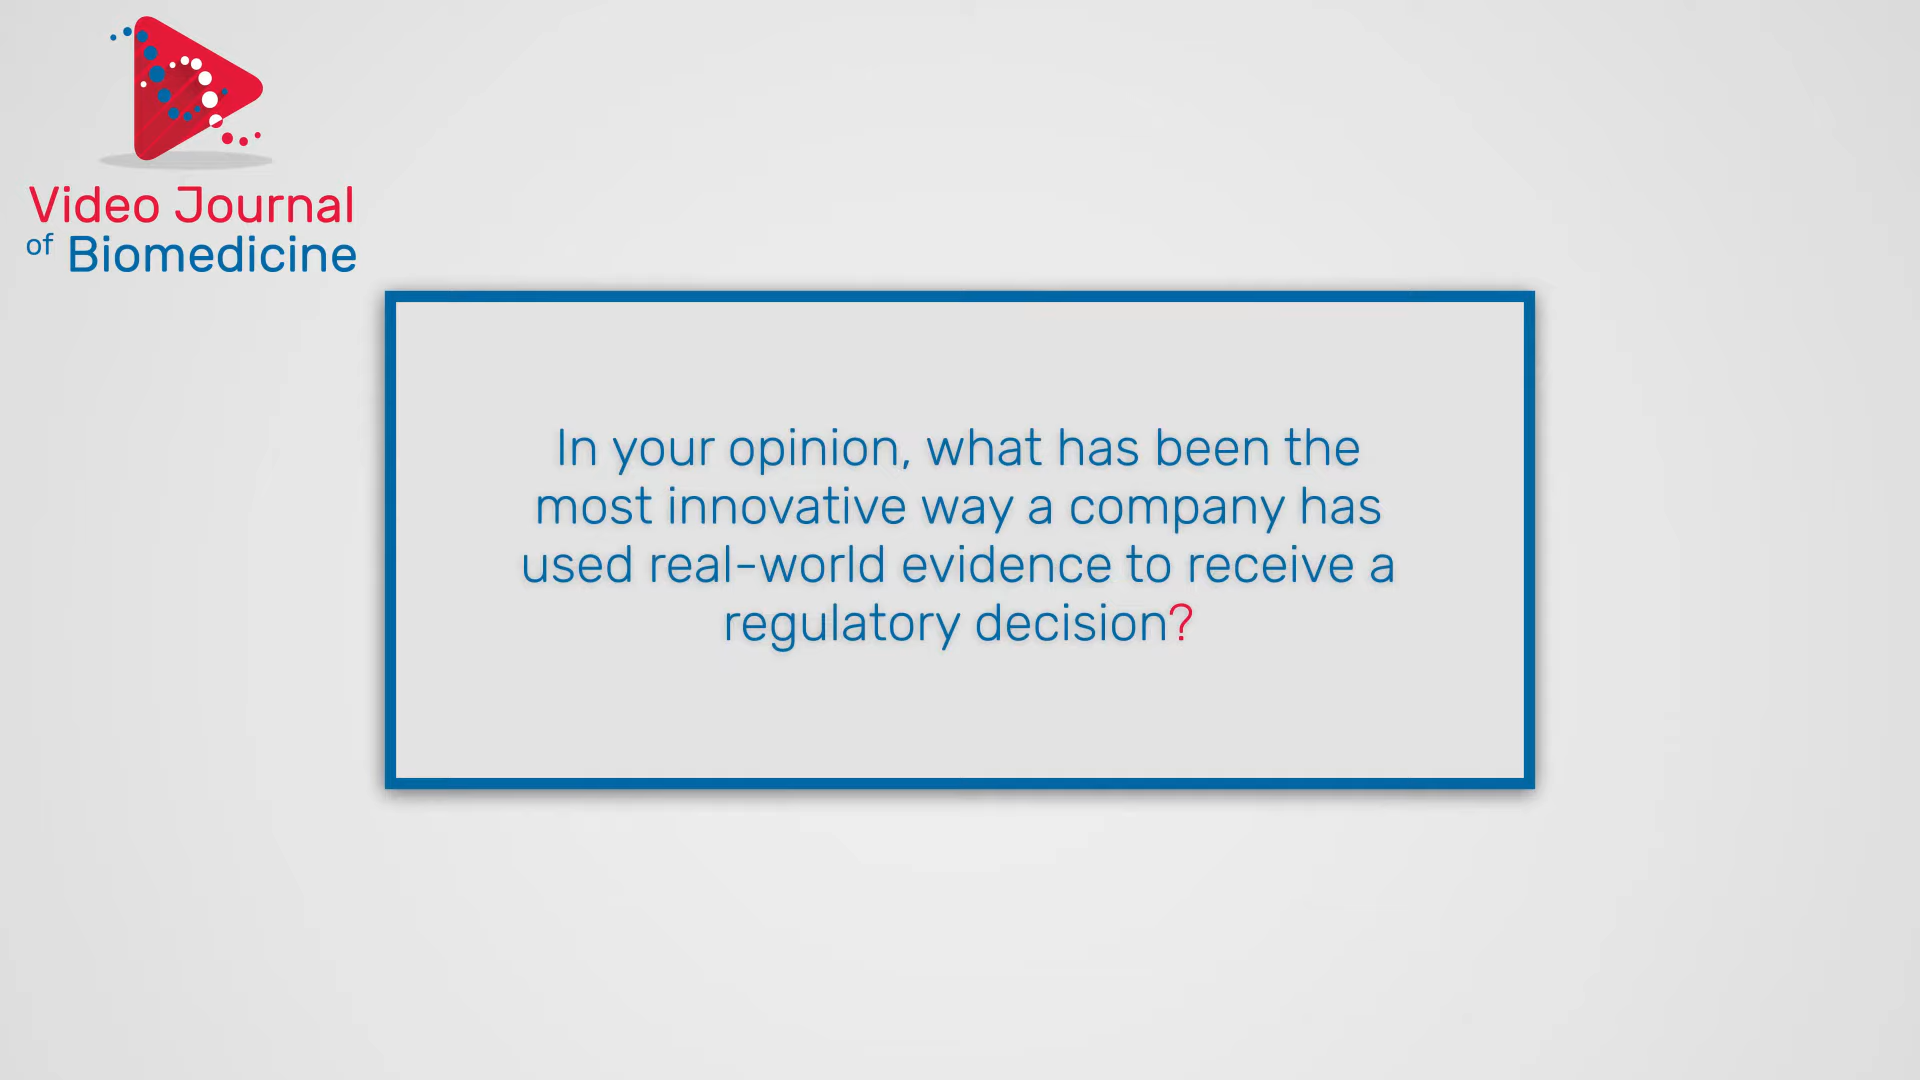 Video Journal
of Biomedicine
In your opinion, what has been the
most innovative way a company has
used real-world evidence to receive a
regulatory decision?